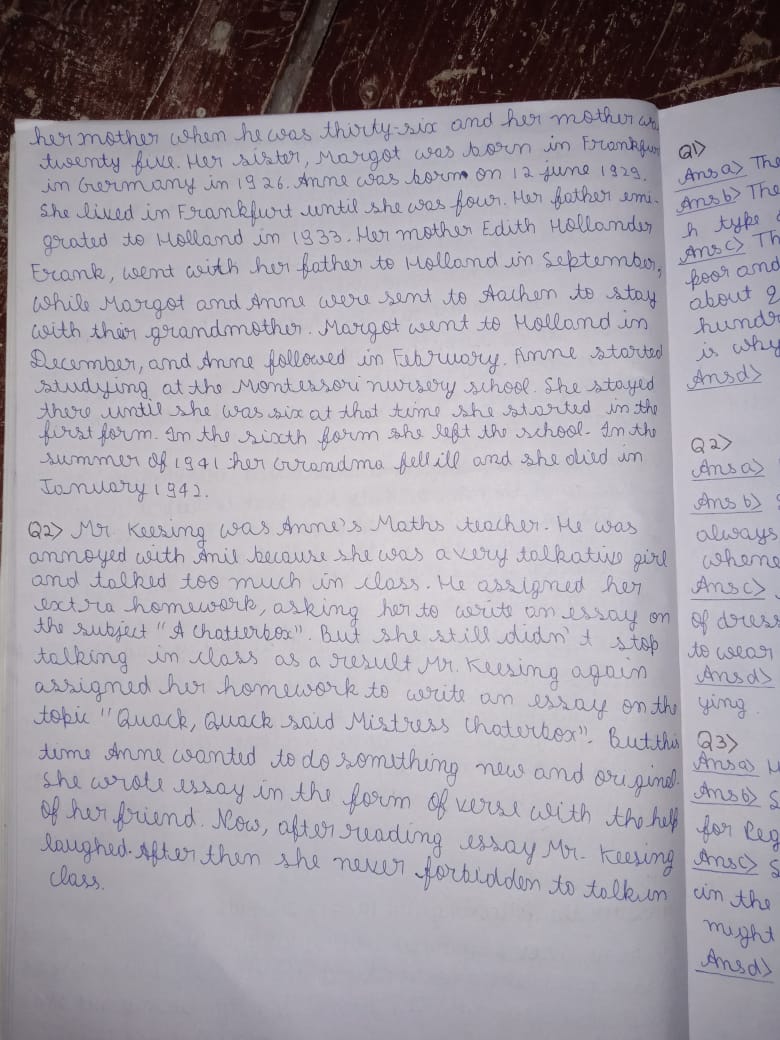 her mother when he was thirty-six and her mother was
twenty five. Her sister, Margot was born in Frankfurt
in Germany in 1926. Anne was born on 12 june 1929.
She lived in Frankfurt until she was four. Her father emi-
grated to Holland in 1933. Her mother Edith Hollander
Frank, went with her father to Holland in September,
while Margot and Anne were sent to Aachen to stay
with their grandmother. Margot went to Holland in
December, and Anne followed in February. Anne started
studying at the Montessori nursery school. She stayed
there until she was six at that time she started in the
first form. In the sixth form she left the school. In the
summer of 1941 her Grandma fell ill and she died in
January 1942.
Q2> Mr. Keesing was Anne's Maths teacher. He was
annoyed with Anil because she was a very talkative girl
and talked too much in class. He assigned her
extra homework, asking her to write an essay on
the subject "A Chatterbox". But she still didn't stop
talking in class as a result Mr. Keesing again
assigned her homework to write an essay on the
topic "Quack, Quack said Mistress Chaterbox". But this
time Anne wanted to do something new and original.
She wrote essay in the form of verse with the help
of her friend. Now, after reading essay Mr. Keesing
laughed. After then she never forbidden to talk in
class.
Q1>
Ans a> The
Ans b> The
h type
Ans c> Th
poor and
about 2
hundr
is why
Ans d>
Q2>
Ans a>
Ans b>
always
whene
Ans c>
of dress
to wear
Ans d>
ying.
Q3>
Ans a> H
Ans b> S
for Reg
Ans c> S
in the
might
Ans d>